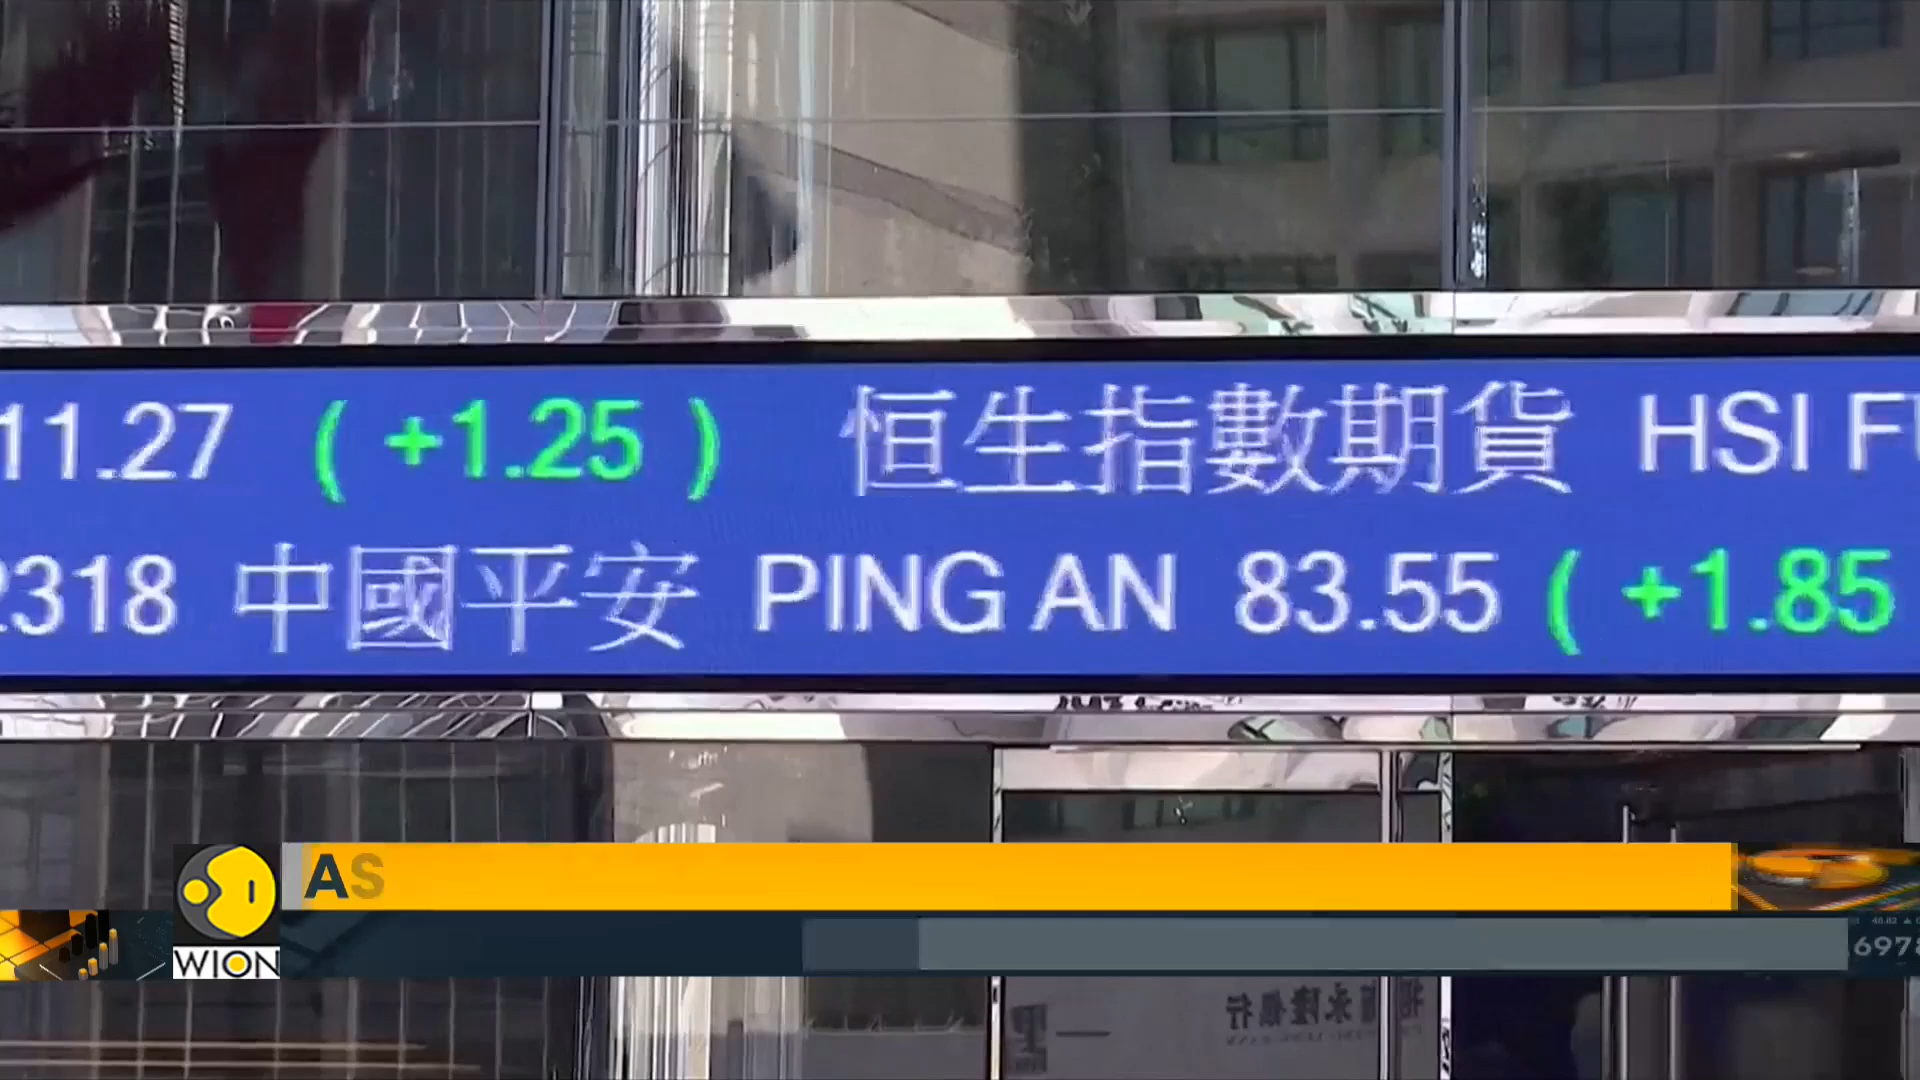 11.27 ( +1.25 ) 恒生指數期貨 HSI FU
2318 中國平安 PING AN 83.55 ( +1.85
AS
WION
6978